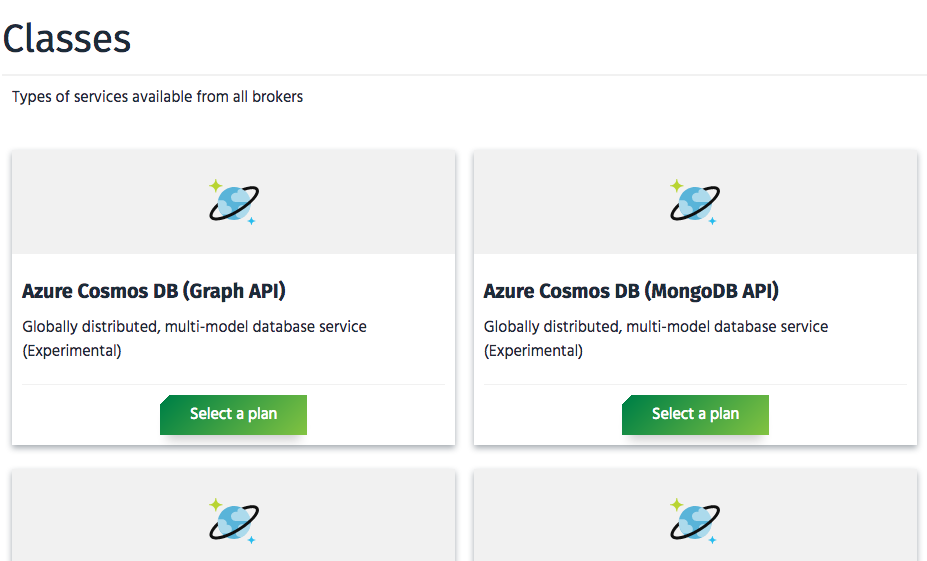 Classes
Types of services available from all brokers
Azure Cosmos DB (Graph API)
Globally distributed, multi-model database service
(Experimental)
Select a plan
Azure Cosmos DB (MongoDB API)
Globally distributed, multi-model database service
(Experimental)
Select a plan